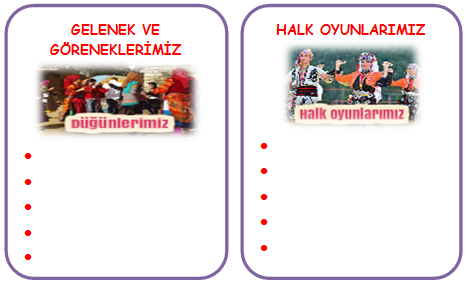 GELENEK VE
GÖRENEKLERİMİZ
Düğünlerimiz
HALK OYUNLARIMIZ
Halk Oyunlarımız